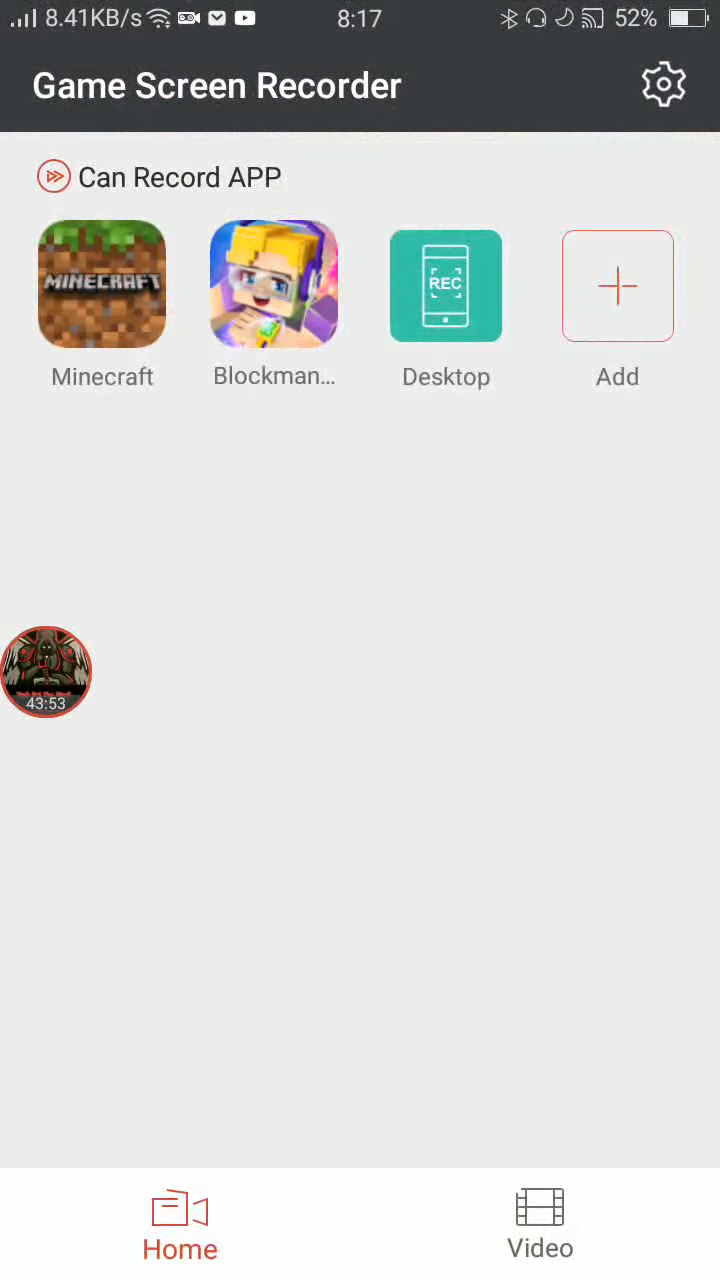 8.41KB/s 8:17 52%
Game Screen Recorder
Can Record APP
MINECRAFT
REC
Minecraft Blockman... Desktop Add
43:53
Home Video